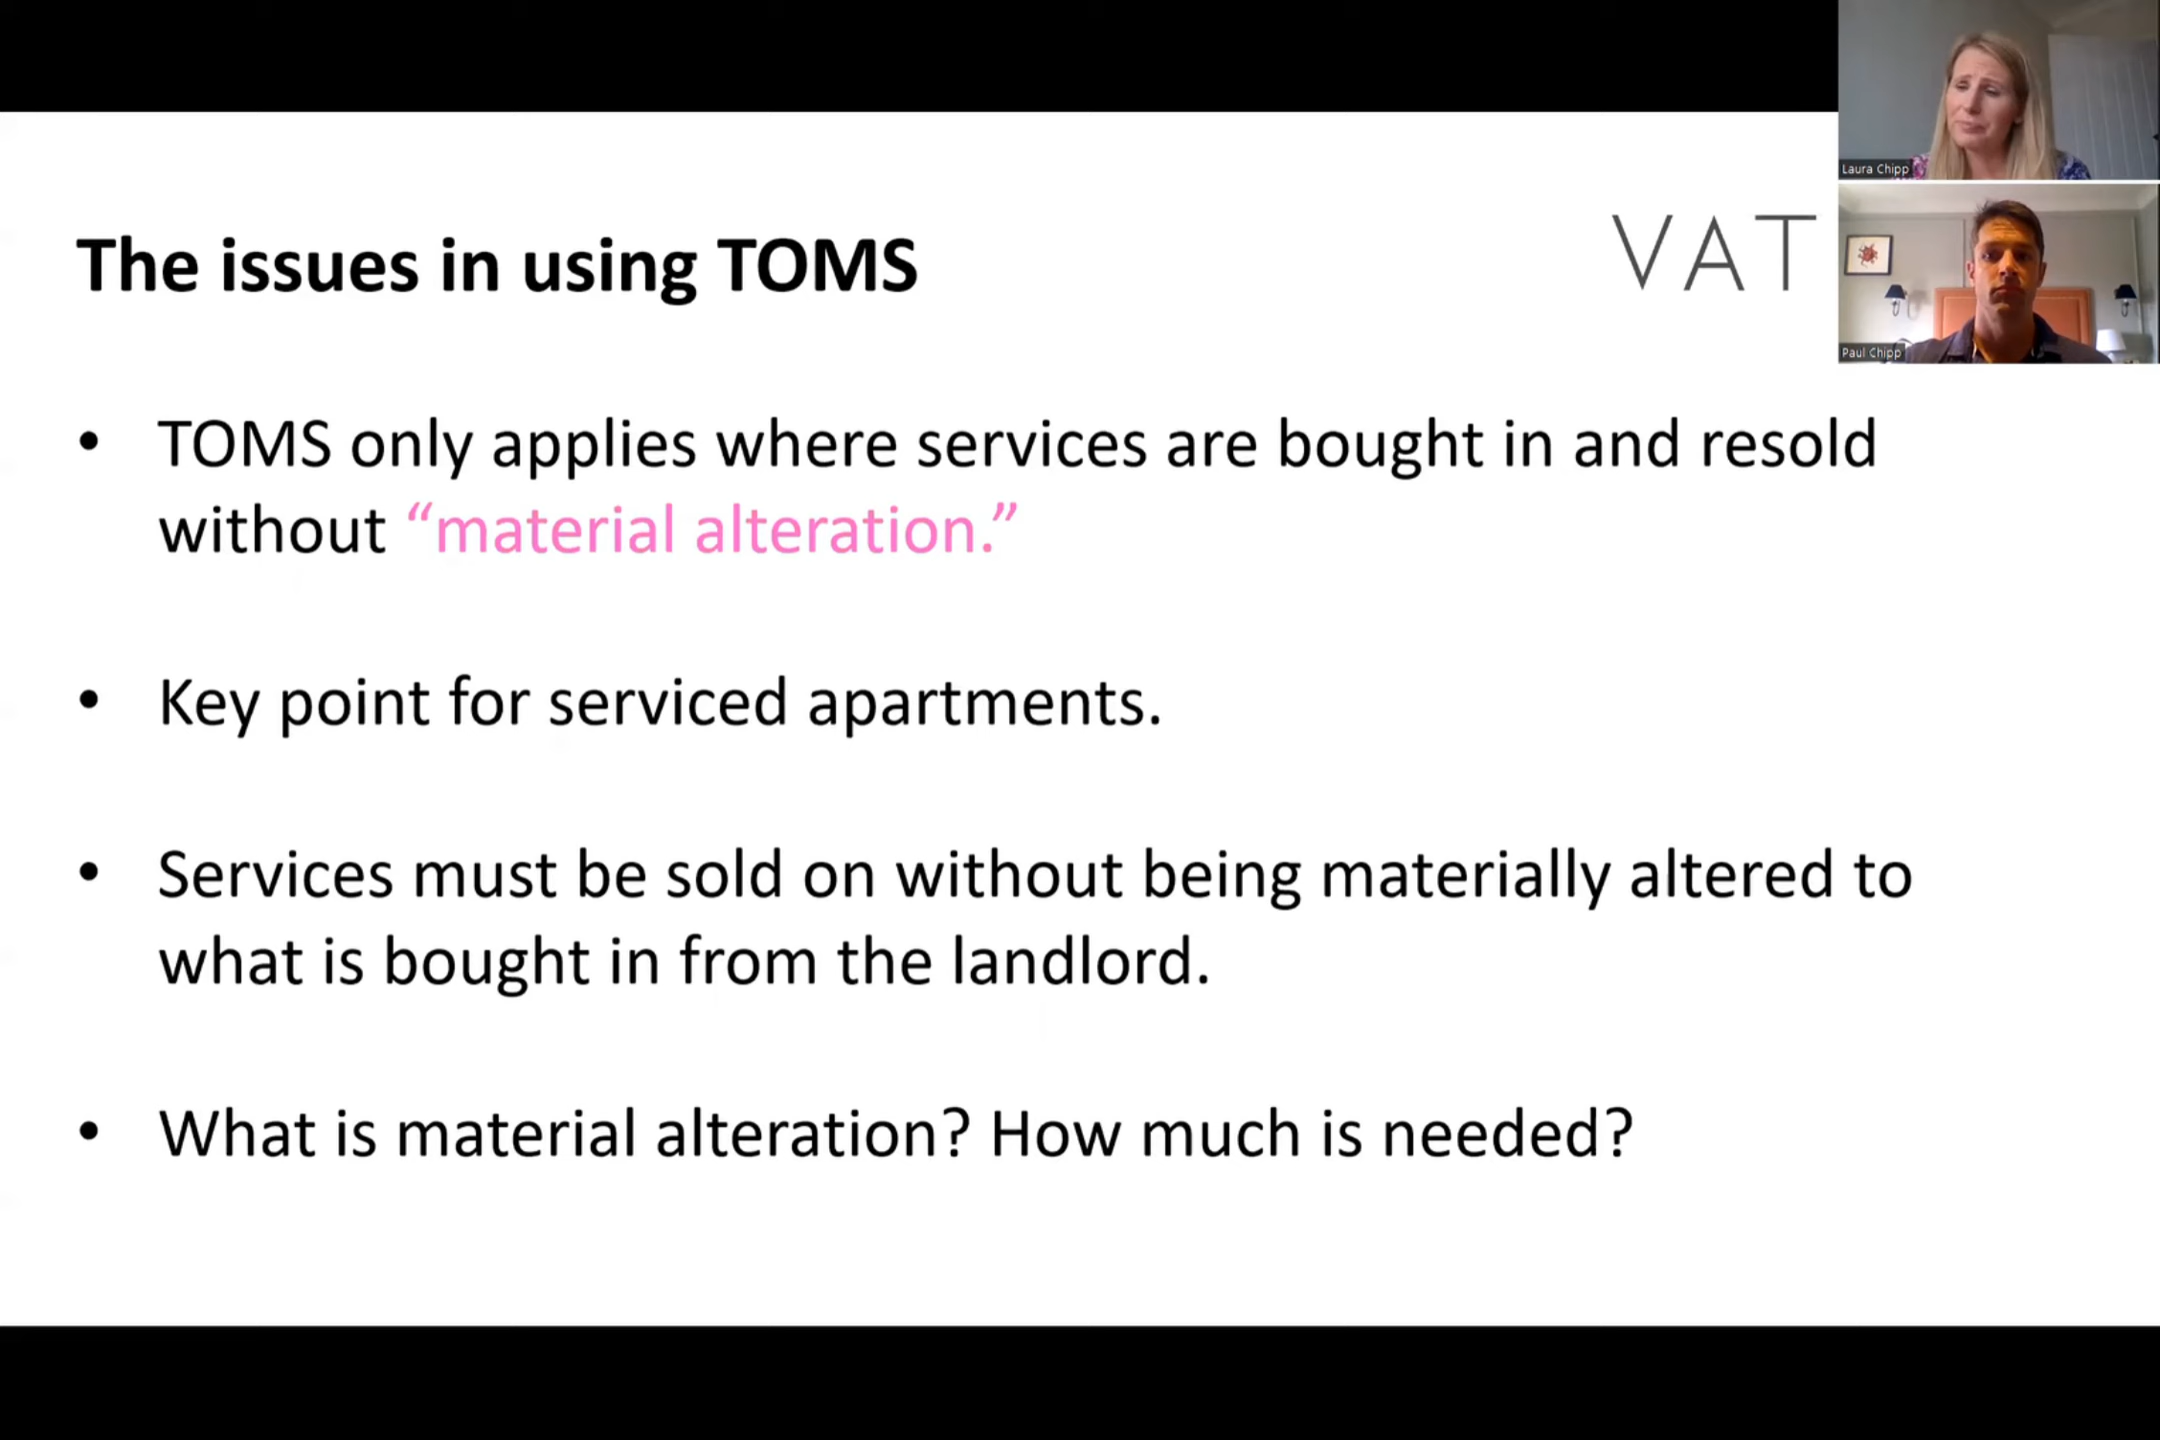 Laura Chipp
The issues in using TOMS
VAT
Paul Chipp
• TOMS only applies where services are bought in and resold
without “material alteration.”
• Key point for serviced apartments.
• Services must be sold on without being materially altered to
what is bought in from the landlord.
• What is material alteration? How much is needed?